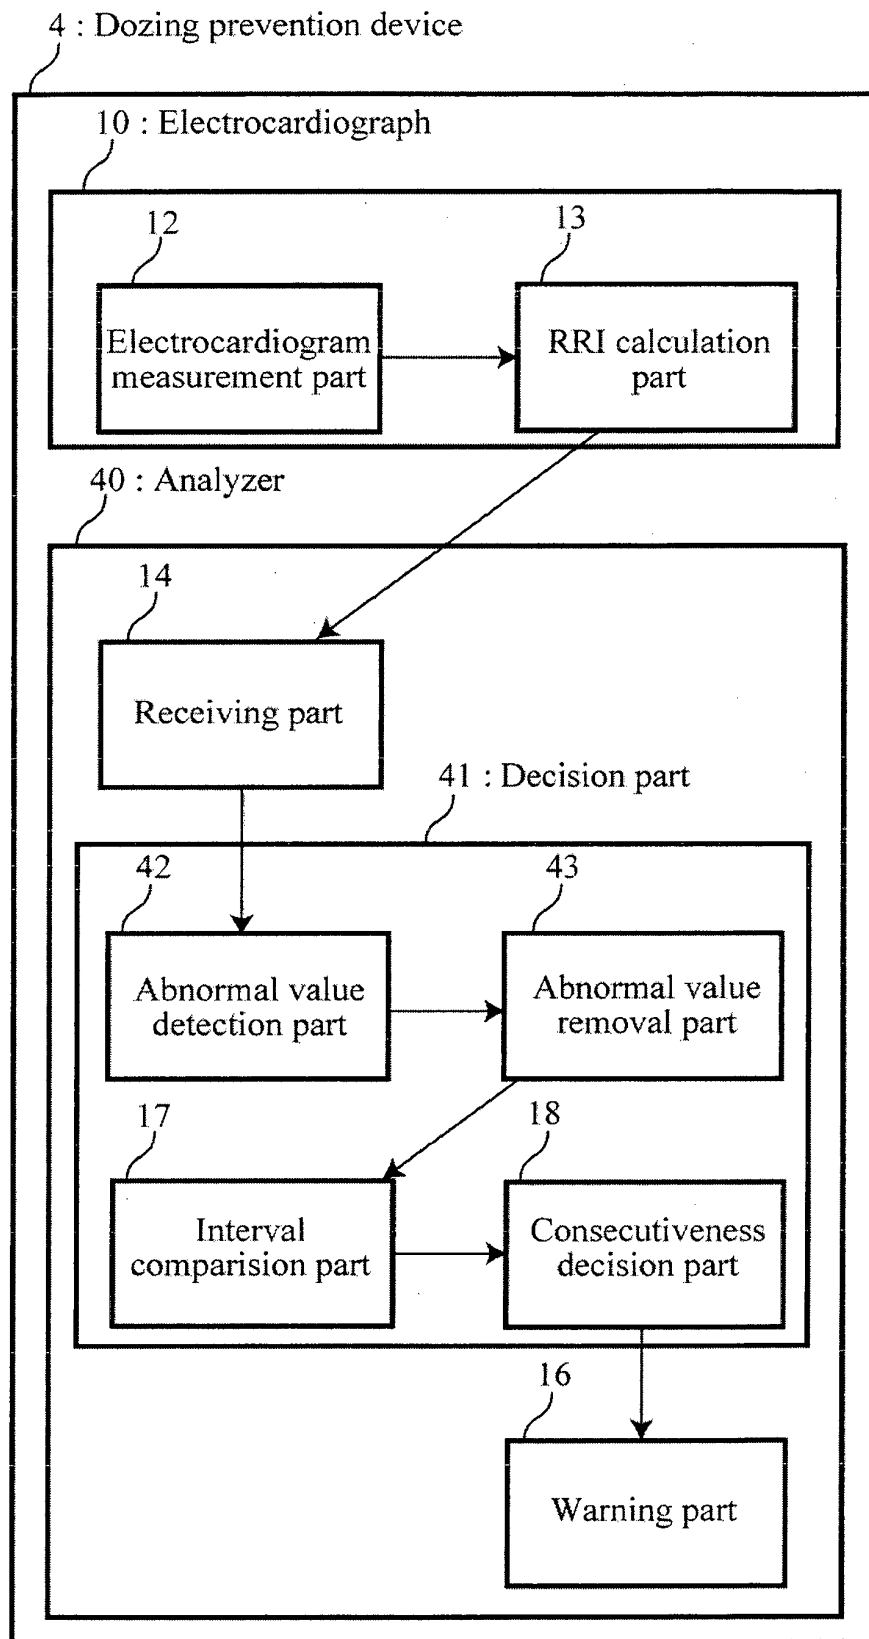 4 : Dozing prevention device
10 : Electrocardiograph
12
13
Electrocardiogram
measurement part
RRI calculation
part
40 : Analyzer
14
Receiving part
41 : Decision part
42
43
Abnormal value
detection part
Abnormal value
removal part
17
18
Interval
comparision part
Consecutiveness
decision part
16
Warning part